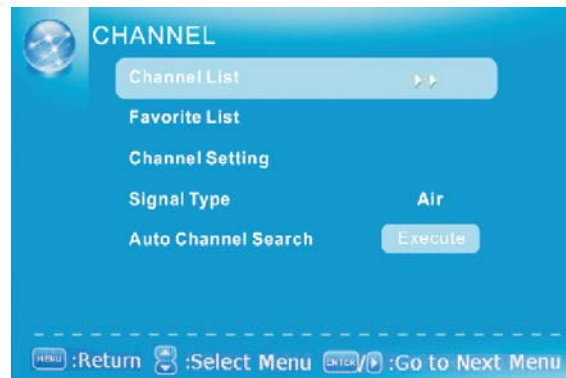 CHANNEL
Channel List
Favorite List
Channel Setting
Signal Type Air
Auto Channel Search Execute
MENU :Return :Select Menu ENTER/ :Go to Next Menu